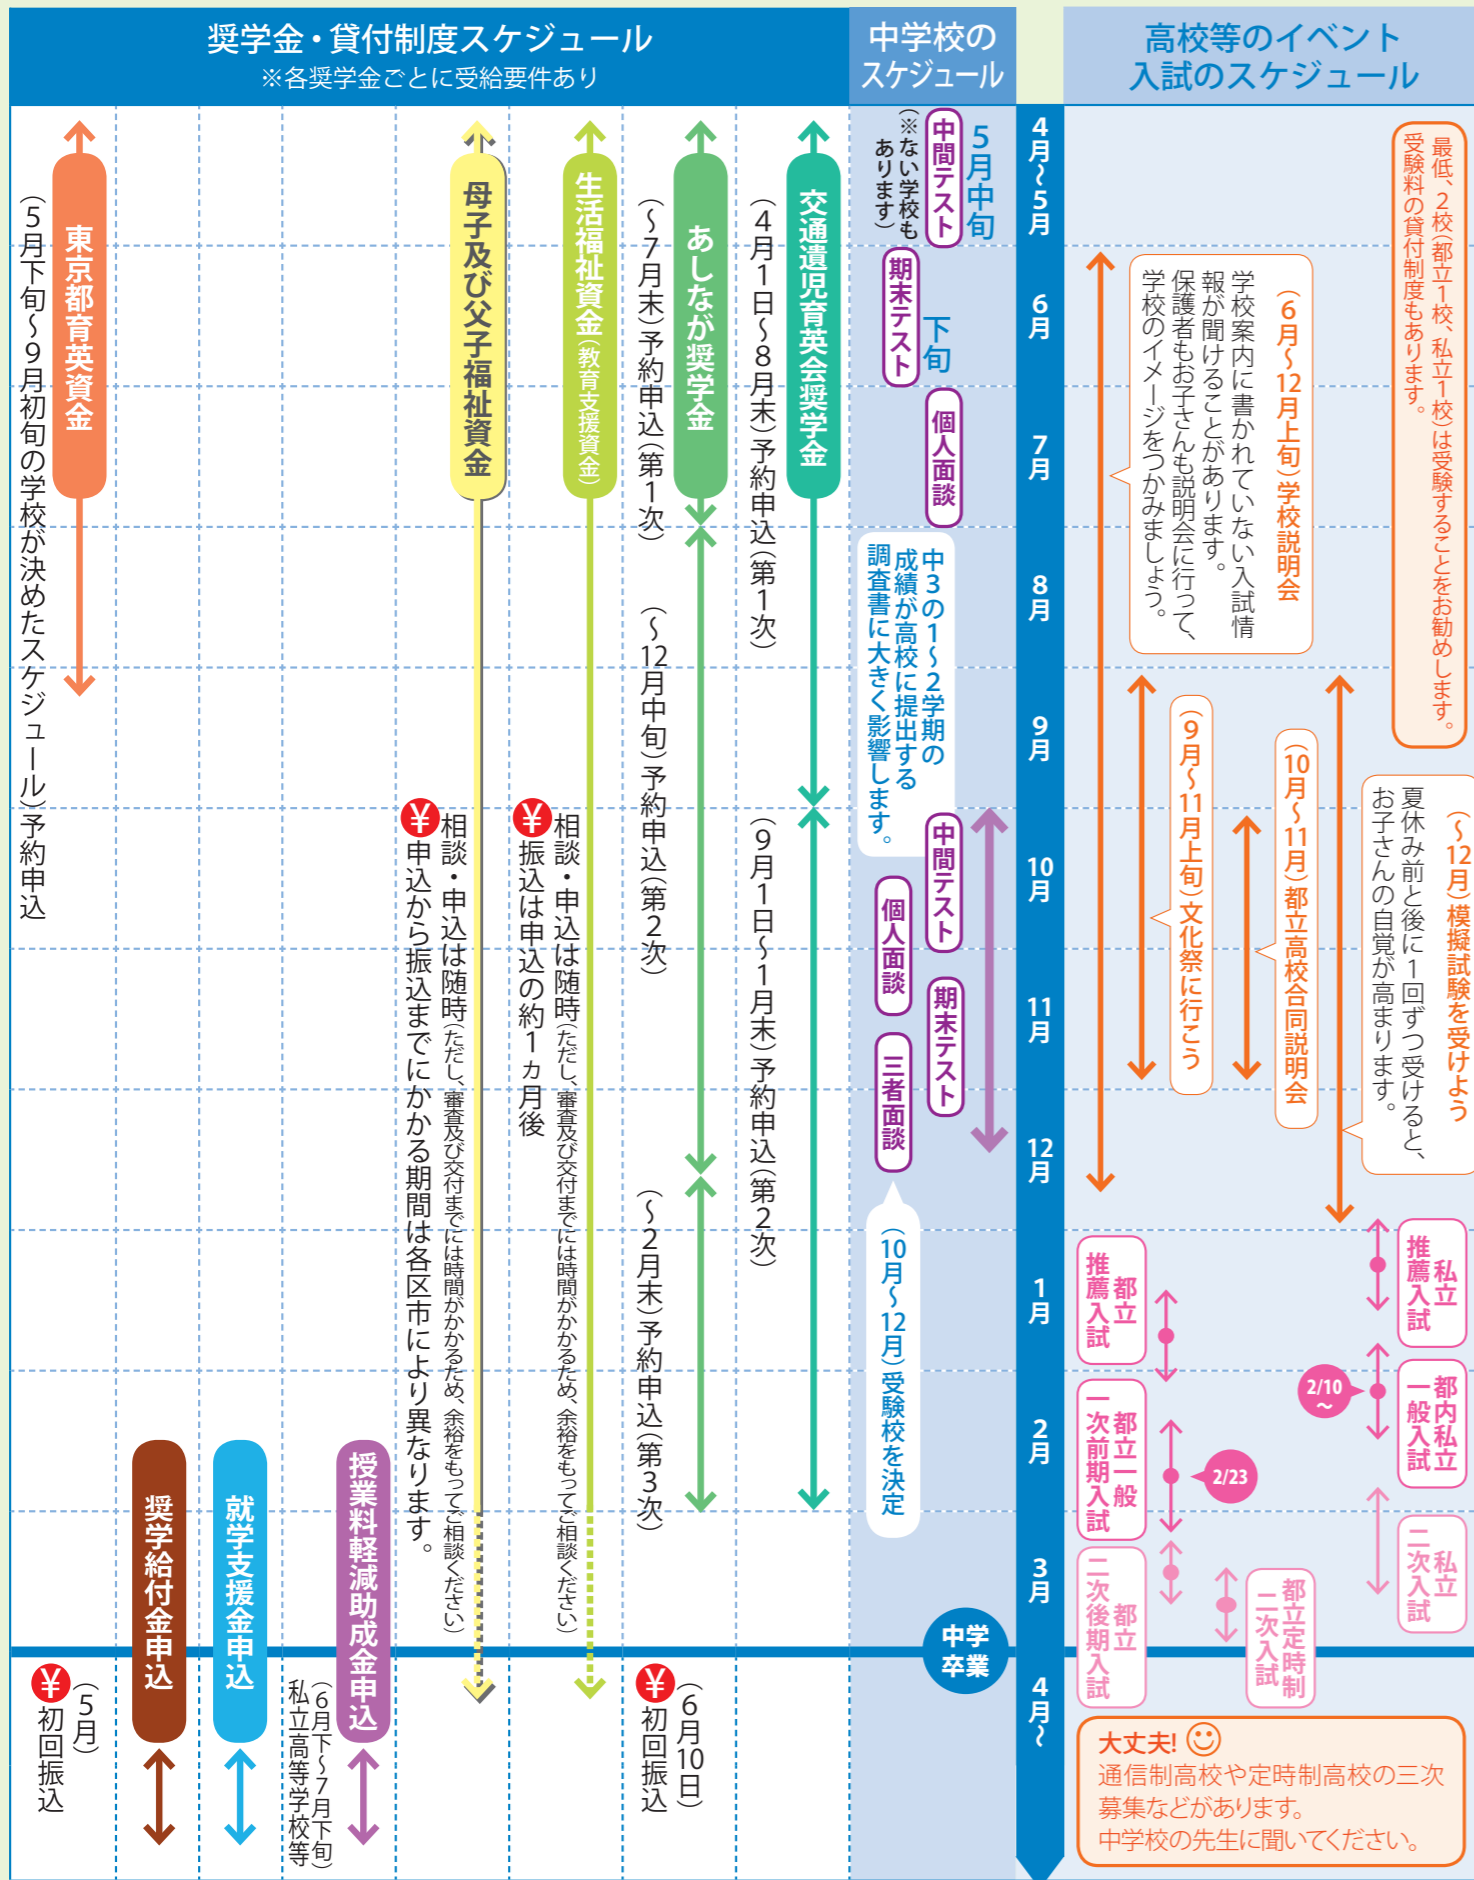 奨学金・貸付制度スケジュール
※各奨学金ごとに受給要件あり
中学校の
スケジュール
高校等のイベント
入試のスケジュール
4月〜5月
6月
7月
8月
9月
10月
11月
12月
1月
2月
3月
4月〜
中学
卒業
最低、2校(都立1校、私立1校)は受験することをお勧めします。
受験料の貸付制度もあります。
(6月〜12月上旬)学校説明会
学校案内に書かれていない入試情
報が聞けることがあります。
保護者もお子さんも説明会に行って、
学校のイメージをつかみましょう。
(〜12月)模擬試験を受けよう
夏休み前と後に1回ずつ受けると、
お子さんの自覚が高まります。
(10月〜11月)都立高校合同説明会
(9月〜11月上旬)文化祭に行こう
私立
推薦入試
都立
推薦入試
都内私立
一般入試
2/10
〜
都立一般
一次前期入試
2/23
私立
二次入試
都立定時制
二次入試
都立
二次後期入試
大丈夫!
通信制高校や定時制高校の三次
募集などがあります。
中学校の先生に聞いてください。
5月中旬
中間テスト
(※ない学校も
あります)
下旬
期末テスト
個人面談
中3の1〜2学期の
成績が高校に提出する
調査書に大きく影響します。
中間テスト
個人面談
期末テスト
三者面談
(10月〜12月)受験校を決定
交通遺児育英会奨学金
(4月1日〜8月末)予約申込(第1次)
(9月1日〜1月末)予約申込(第2次)
あしなが奨学金
(〜7月末)予約申込(第1次)
(〜12月中旬)予約申込(第2次)
(〜2月末)予約申込(第3次)
(6月10日)
¥初回振込
生活福祉資金(教育支援資金)
相談・申込は随時(ただし、審査及び交付までには時間がかかるため、余裕をもってご相談ください)
¥振込は申込の約1ヵ月後
母子及び父子福祉資金
相談・申込は随時(ただし、審査及び交付までには時間がかかるため、余裕をもってご相談ください)
¥申込から振込までにかかる期間は各区市により異なります。
授業料軽減助成金申込
(6月下〜7月下旬)
私立高等学校等
就学支援金申込
奨学給付金申込
東京都育英資金
(5月下旬〜9月初旬の学校が決めたスケジュール)予約申込
(5月)
¥初回振込